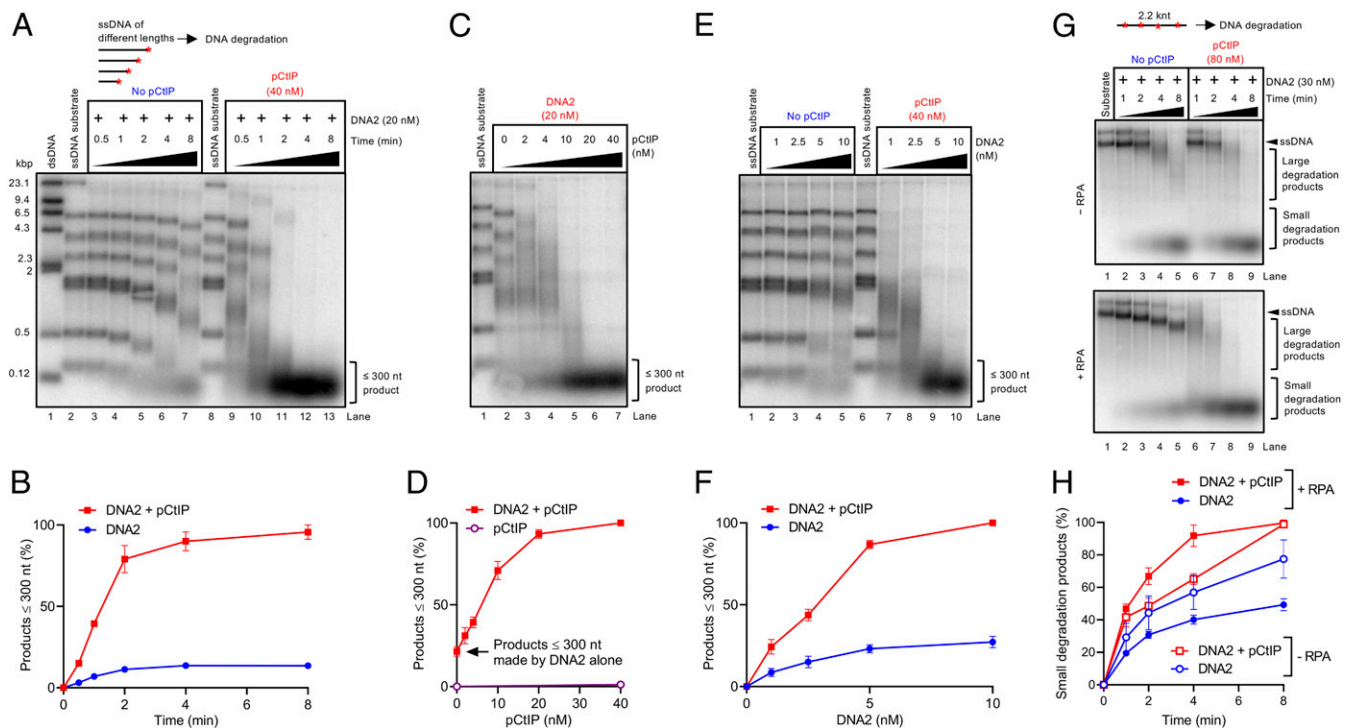 A
ssDNA of
different lengths
DNA degradation
No pCtIP
pCtIP
(40 nM)
dsDNA
ssDNA substrate
ssDNA substrate
+ + + + + + + + + + DNA2 (20 nM)
0.5 1 2 4 8 0.5 1 2 4 8 Time (min)
kbp
23.1
9.4
6.5
4.3
2.3
2
0.5
0.12
≤ 300 nt
product
1 2 3 4 5 6 7 8 9 10 11 12 13 Lane
C
DNA2
(20 nM)
ssDNA substrate
0 2 4 10 20 40 pCtIP
(nM)
≤ 300 nt
product
1 2 3 4 5 6 7 Lane
E
No pCtIP
pCtIP
(40 nM)
ssDNA substrate
ssDNA substrate
1 2.5 5 10 1 2.5 5 10 DNA2
(nM)
≤ 300 nt
product
1 2 3 4 5 6 7 8 9 10 Lane
G
2.2 knt
DNA degradation
No pCtIP
pCtIP
(80 nM)
Substrate
+ + + + + + + + DNA2 (30 nM)
1 2 4 8 1 2 4 8 Time (min)
– RPA
ssDNA
Large
degradation
products
Small
degradation
products
1 2 3 4 5 6 7 8 9 Lane
+ RPA
ssDNA
Large
degradation
products
Small
degradation
products
1 2 3 4 5 6 7 8 9 Lane
B
DNA2 + pCtIP
DNA2
Products ≤ 300 nt (%)
100
50
0
0 2 4 6 8
Time (min)
D
DNA2 + pCtIP
pCtIP
Products ≤ 300 nt (%)
100
50
0
Products ≤ 300 nt
made by DNA2 alone
0 10 20 30 40
pCtIP (nM)
F
DNA2 + pCtIP
DNA2
Products ≤ 300 nt (%)
100
50
0
0 5 10
DNA2 (nM)
H
DNA2 + pCtIP
DNA2
+ RPA
Small degradation products (%)
100
80
60
40
20
0
DNA2 + pCtIP
DNA2
- RPA
0 2 4 6 8
Time (min)